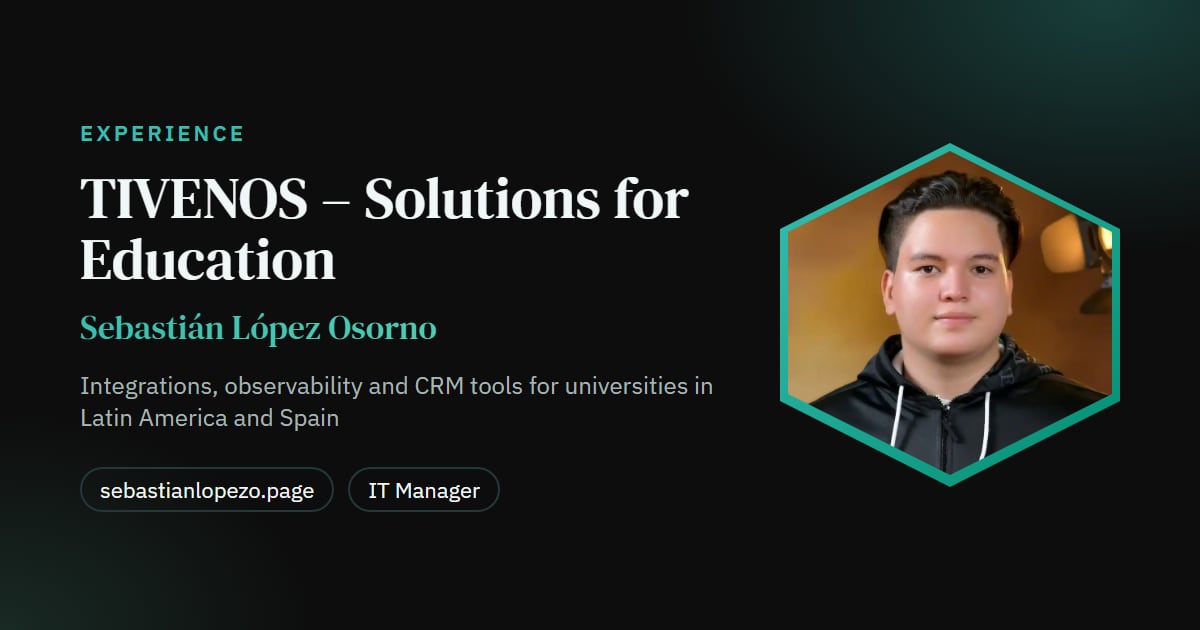 EXPERIENCE
TIVENOS – Solutions for
Education
Sebastián López Osorno
Integrations, observability and CRM tools for universities in
Latin America and Spain
sebastianlopezo.page
IT Manager